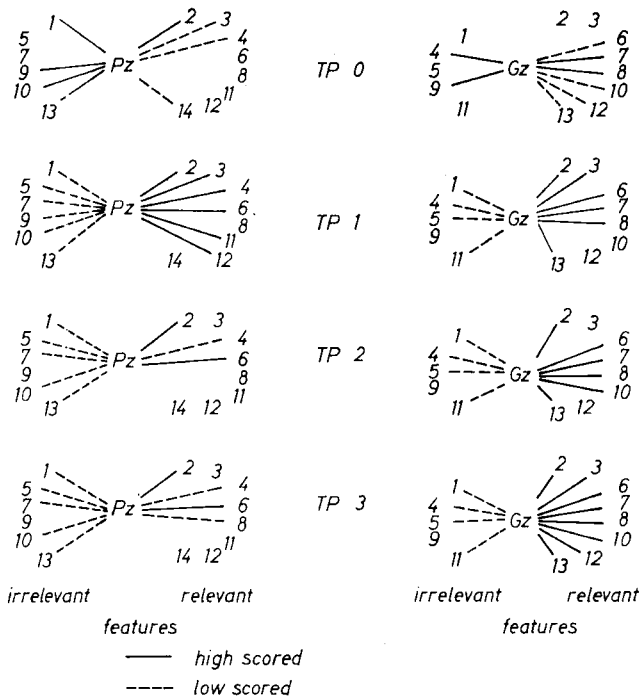 1 2 3
5 4
7 Pz 6
9 8
10 11
13 14 12
TP 0
2 3
1 6
4 7
5 Gz 8
9 10
11 13 12
1 2 3
5 4
7 Pz 6
9 8
10 11
13 14 12
TP 1
2 3
1 6
4 7
5 Gz 8
9 10
11 13 12
1 2 3
5 4
7 Pz 6
9 8
10 11
13 14 12
TP 2
2 3
1 6
4 7
5 Gz 8
9 10
11 13 12
1 2 3
5 4
7 Pz 6
9 8
10 11
13 14 12
TP 3
2 3
1 6
4 7
5 Gz 8
9 10
11 13 12
irrelevant relevant irrelevant relevant
features features
high scored
low scored